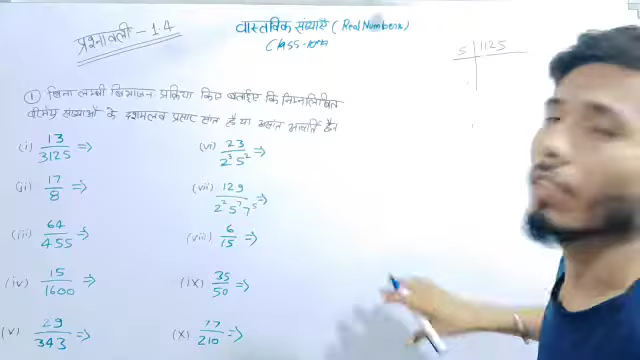 प्रश्नावली - 1.4
वास्तविक संख्याएँ (Real Numbers)
Class-10th
5 | 1125
① बिना लम्बी विभाजन प्रक्रिया किए बताईए कि निम्नलिखित
परिमेय संख्याओं के दशमलव प्रसार सांत हैं या असांत आवर्ती हैं।
(i) 13/3125 ⇒
(ii) 17/8 ⇒
(iii) 64/455 ⇒
(iv) 15/1600 ⇒
(v) 29/343 ⇒
(vi) 23/2³5² ⇒
(vii) 129/2²5⁷7⁵ ⇒
(viii) 6/15 ⇒
(ix) 35/50 ⇒
(x) 77/210 ⇒